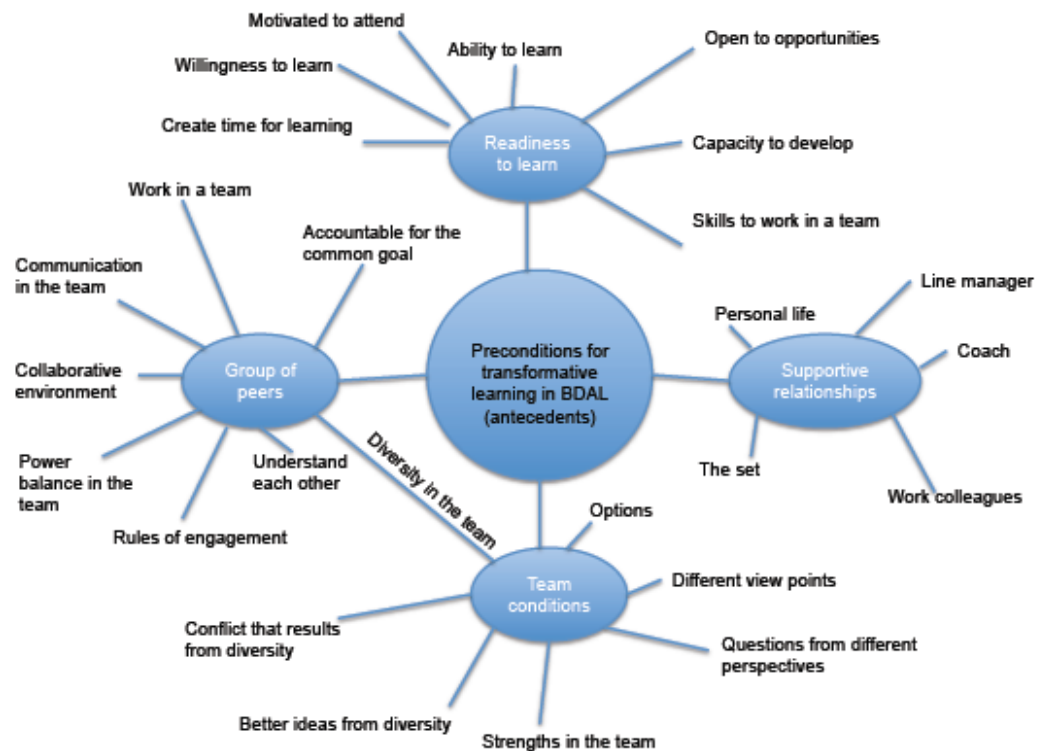 Motivated to attend
Ability to learn
Open to opportunities
Willingness to learn
Create time for learning
Readiness
to learn
Capacity to develop
Skills to work in a team
Work in a team
Accountable for the
common goal
Communication
in the team
Collaborative
environment
Group of
peers
Power
balance in the
team
Understand
each other
Rules of engagement
Preconditions for
transformative
learning in BDAL
(antecedents)
Line manager
Personal life
Coach
Supportive
relationships
The set
Work colleagues
Diversity in the team
Options
Team
conditions
Different view points
Conflict that results
from diversity
Questions from different
perspectives
Better ideas from diversity
Strengths in the team